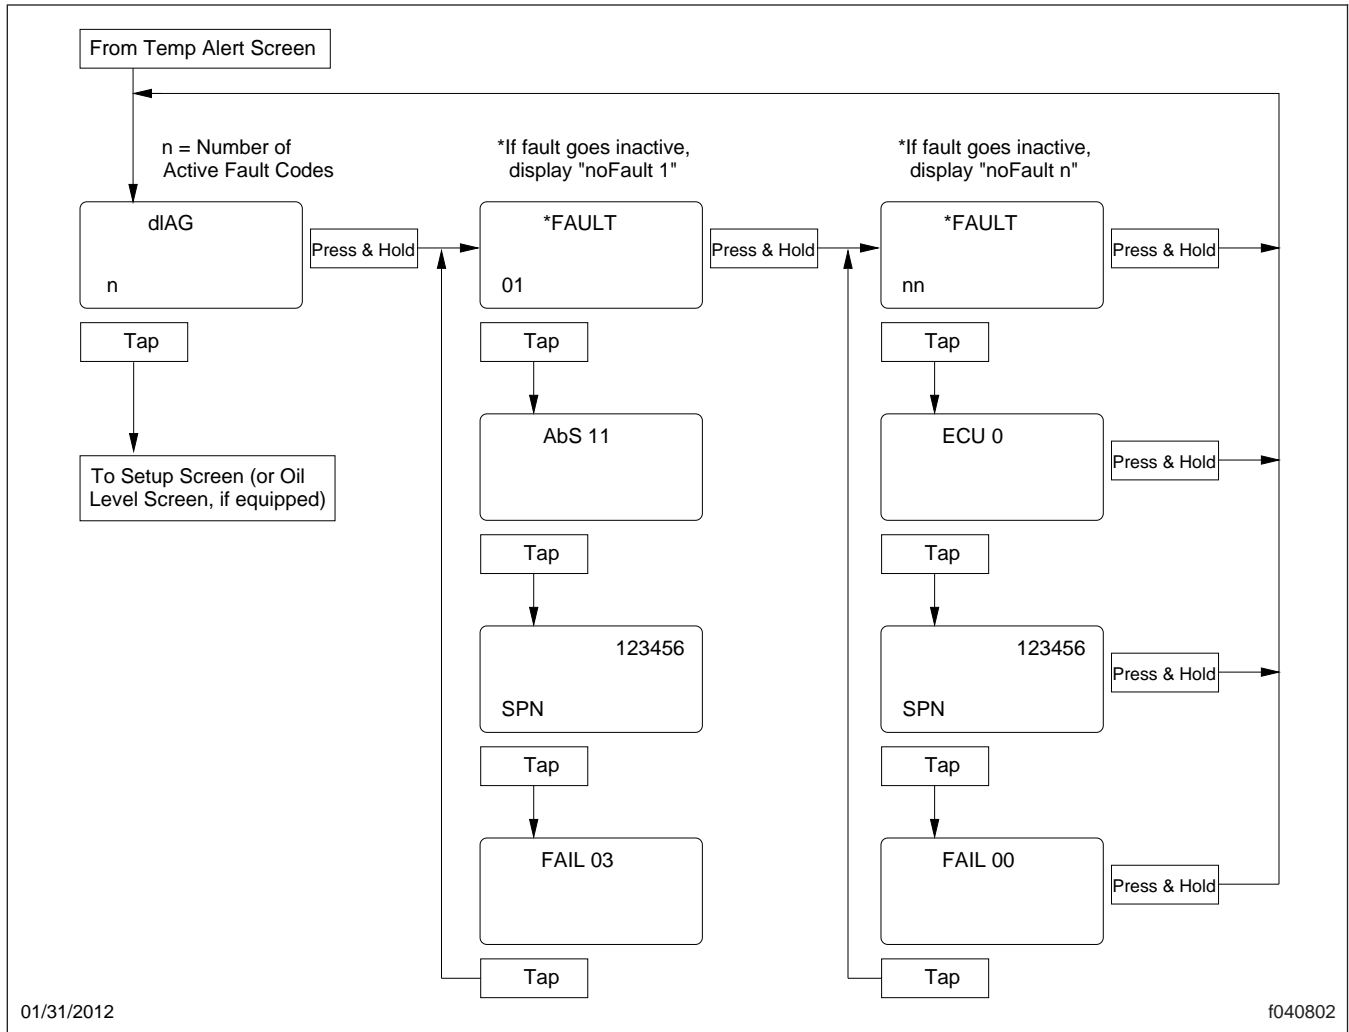 From Temp Alert Screen
n = Number of
Active Fault Codes
*If fault goes inactive,
display "noFault 1"
*If fault goes inactive,
display "noFault n"
dIAG
n
Press & Hold
*FAULT
01
Press & Hold
*FAULT
nn
Press & Hold
Tap
Tap
Tap
To Setup Screen (or Oil
Level Screen, if equipped)
AbS 11
ECU 0
Press & Hold
Tap
Tap
123456
SPN
123456
SPN
Press & Hold
Tap
Tap
FAIL 03
FAIL 00
Press & Hold
Tap
Tap
01/31/2012
f040802